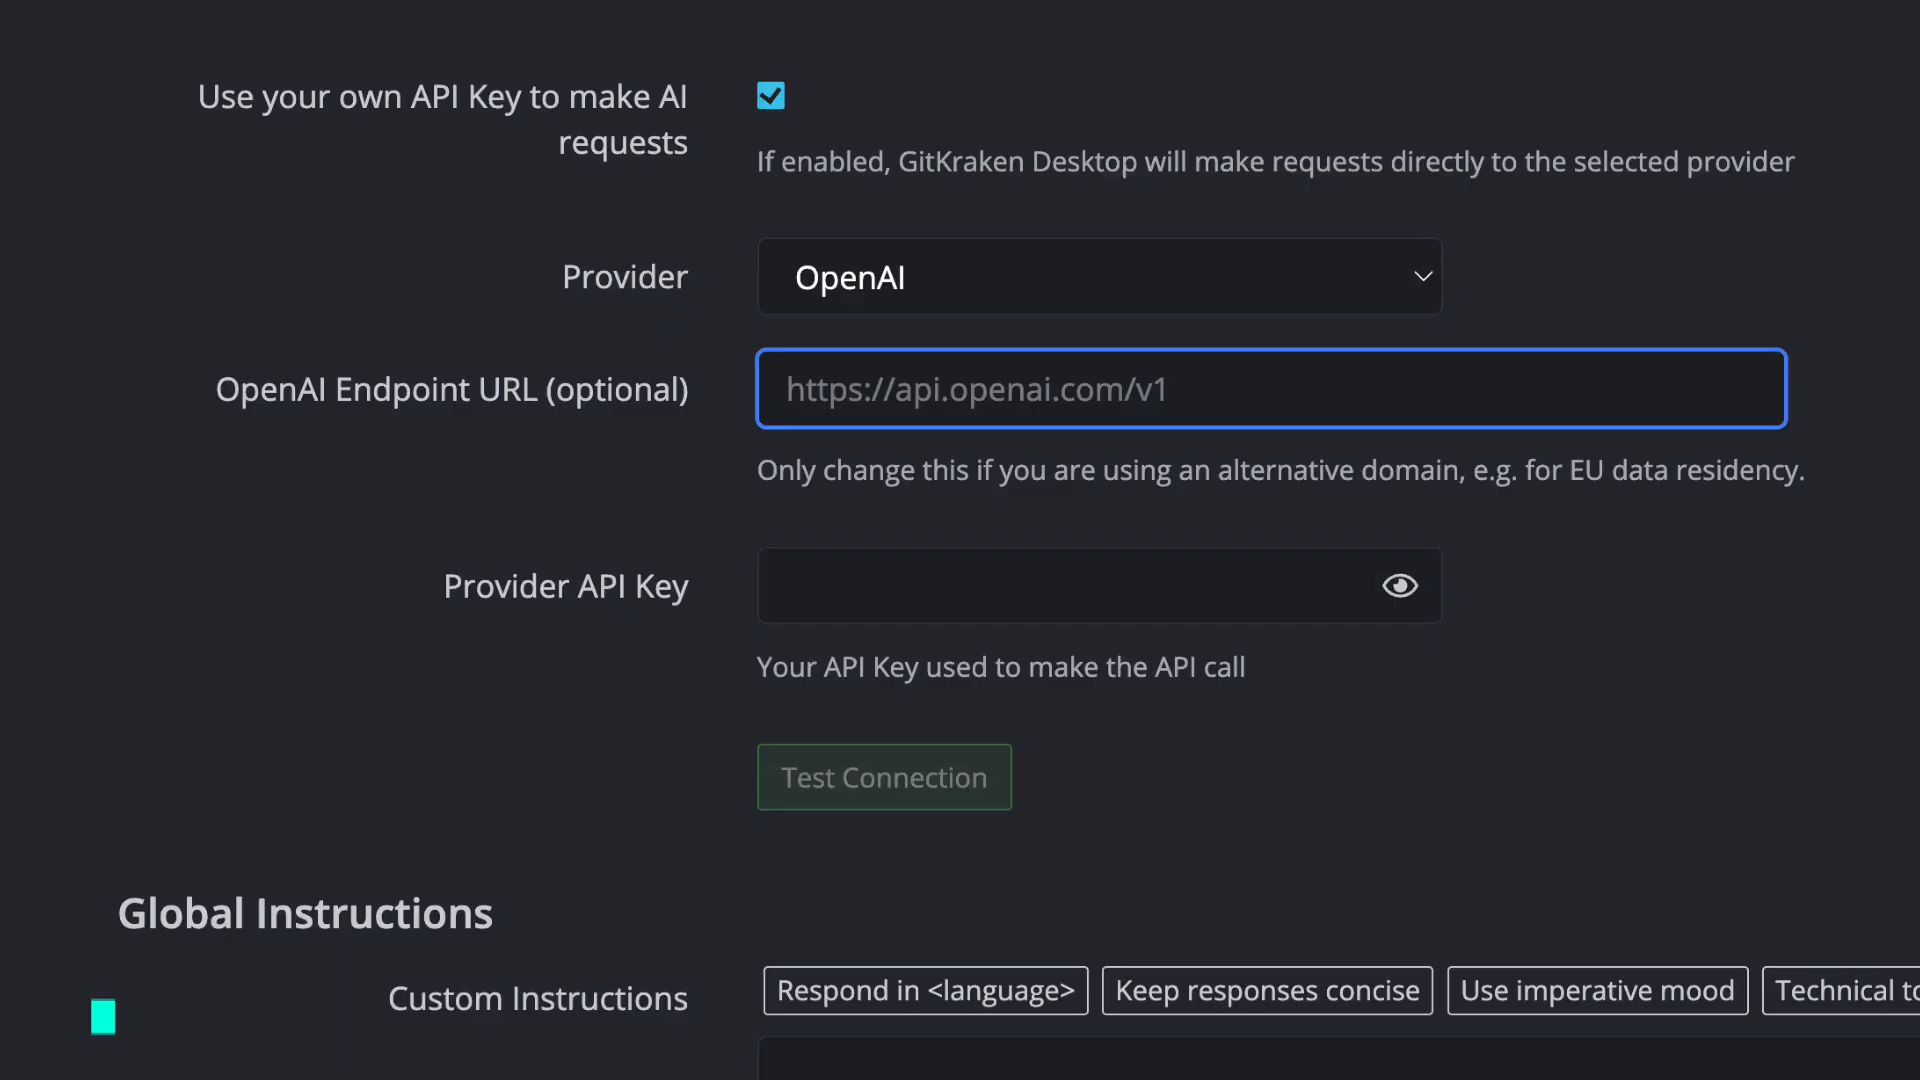 Use your own API Key to make AI
requests
If enabled, GitKraken Desktop will make requests directly to the selected provider
Provider
OpenAI
OpenAI Endpoint URL (optional)
https://api.openai.com/v1
Only change this if you are using an alternative domain, e.g. for EU data residency.
Provider API Key
Your API Key used to make the API call
Test Connection
Global Instructions
Custom Instructions
Respond in <language>
Keep responses concise
Use imperative mood
Technical